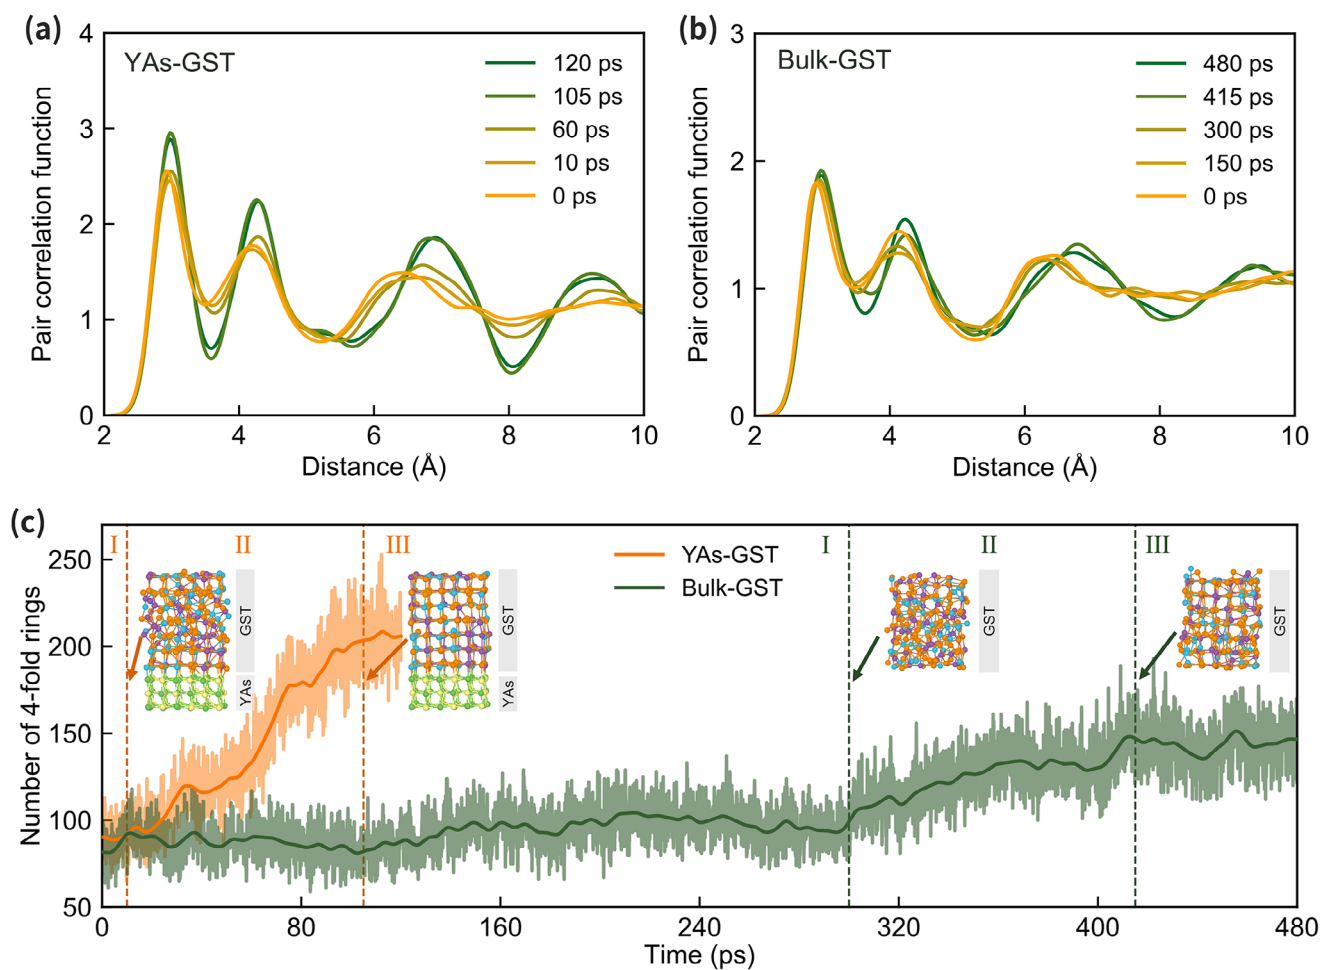 (a)
YAs-GST
120 ps
105 ps
60 ps
10 ps
0 ps
4
3
2
1
0
2 4 6 8 10
Pair correlation function
Distance (Å)
(b)
Bulk-GST
480 ps
415 ps
300 ps
150 ps
0 ps
3
2
1
0
2 4 6 8 10
Pair correlation function
Distance (Å)
(c)
I II III
YAs-GST
Bulk-GST
I II III
GST
YAs
GST
YAs
GST
GST
250
200
150
100
50
0 80 160 240 320 400 480
Number of 4-fold rings
Time (ps)